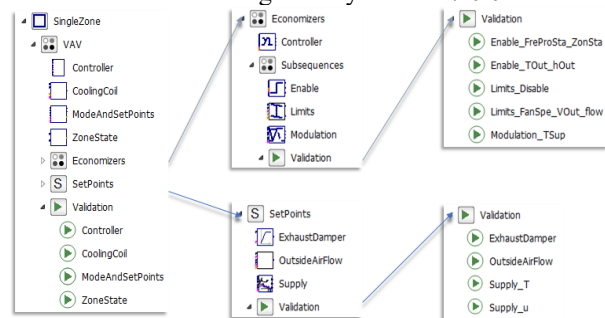 SingleZone
VAV
Controller
CoolingCoil
ModeAndSetPoints
ZoneState
Economizers
S SetPoints
Validation
Controller
CoolingCoil
ModeAndSetPoints
ZoneState
Economizers
Controller
Subsequences
Enable
Limits
Modulation
Validation
S SetPoints
ExhaustDamper
OutsideAirFlow
Supply
Validation
Validation
Enable_FreProSta_ZonSta
Enable_TOut_hOut
Limits_Disable
Limits_FanSpe_VOut_flow
Modulation_TSup
Validation
ExhaustDamper
OutsideAirFlow
Supply_T
Supply_u